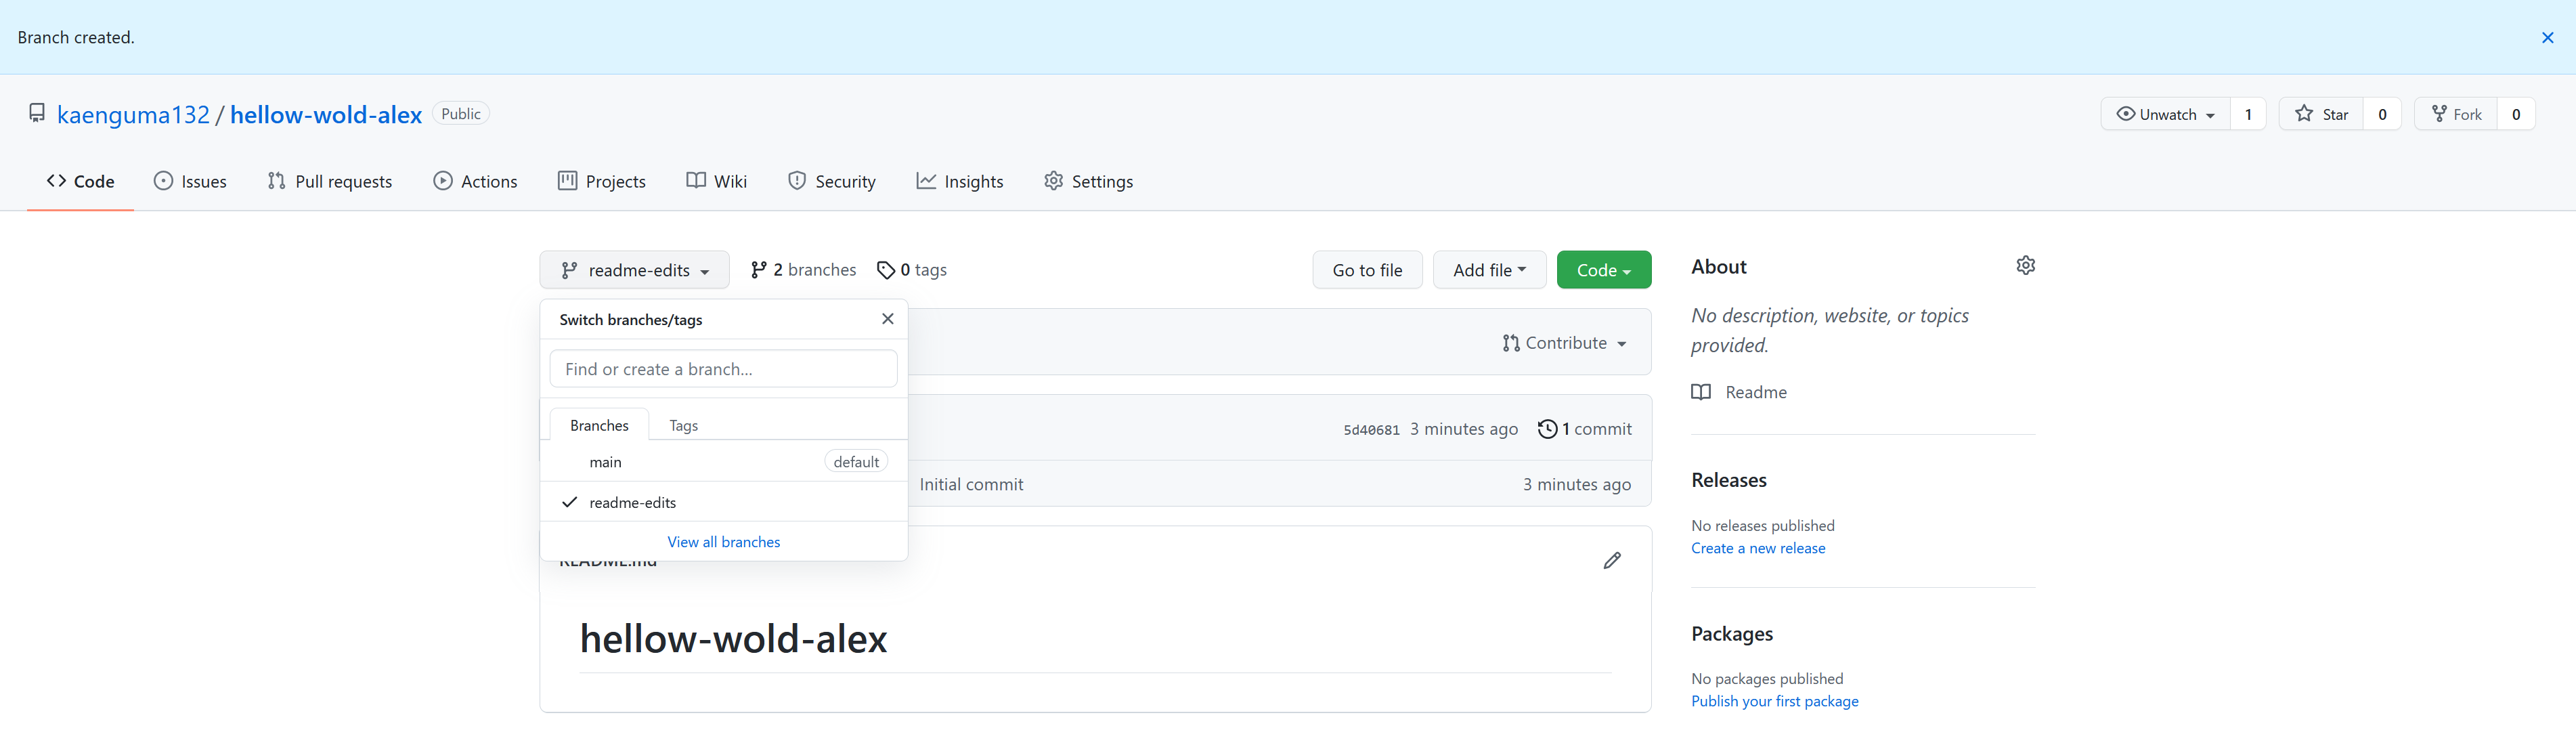 Branch created.
kaenguma132 / hellow-wold-alex Public
Unwatch 1 Star 0 Fork 0
Code Issues Pull requests Actions Projects Wiki Security Insights Settings
readme-edits 2 branches 0 tags Go to file Add file Code
Switch branches/tags
Find or create a branch...
Branches Tags
main default
readme-edits
View all branches
Contribute
5d40681 3 minutes ago 1 commit
Initial commit 3 minutes ago
README.md
hellow-wold-alex
About
No description, website, or topics
provided.
Readme
Releases
No releases published
Create a new release
Packages
No packages published
Publish your first package